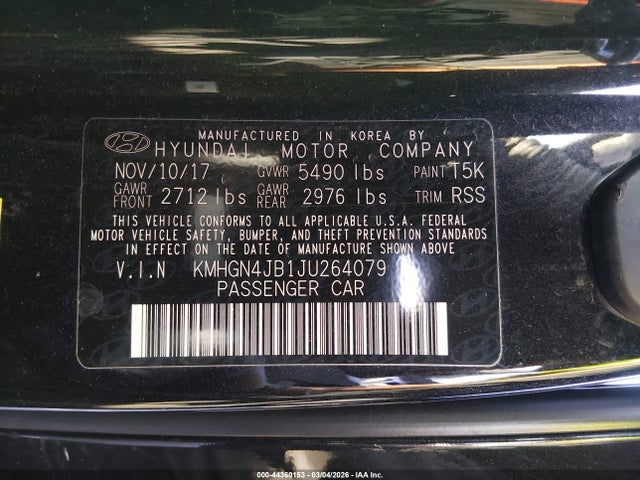 MANUFACTURED IN KOREA BY
HYUNDAI MOTOR COMPANY
NOV/10/17 GVWR 5490 lbs PAINT T5K
GAWR FRONT 2712 lbs GAWR REAR 2976 lbs TRIM RSS
THIS VEHICLE CONFORMS TO ALL APPLICABLE U.S.A. FEDERAL
MOTOR VEHICLE SAFETY, BUMPER, AND THEFT PREVENTION STANDARDS
IN EFFECT ON THE DATE OF MANUFACTURE SHOWN ABOVE.
V.I.N KMHGN4JB1JU264079
PASSENGER CAR
000-44360153 - 03/04/2026 - IAA Inc.